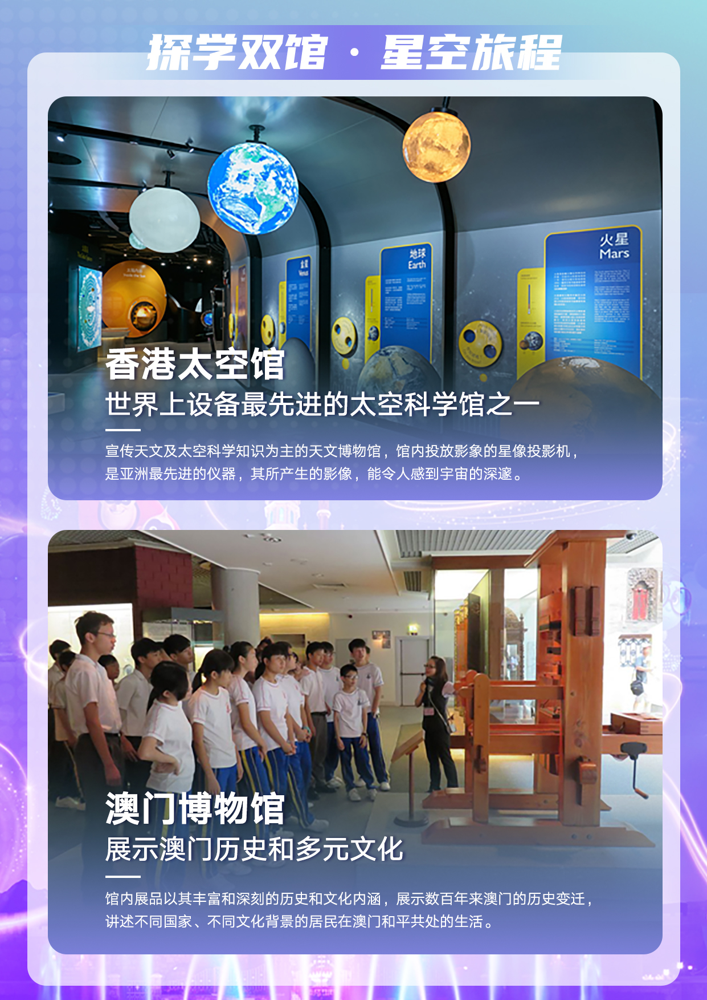 探学双馆 · 星空旅程
火星
Mars
地球
Earth
金星
Venus
香港太空馆
世界上设备最先进的太空科学馆之一
宣传天文及太空科学知识为主的天文博物馆，馆内投放影象的星像投影机，
是亚洲最先进的仪器，其所产生的影像，能令人感到宇宙的深邃。
澳门博物馆
展示澳门历史和多元文化
馆内展品以其丰富和深刻的历史和文化内涵，展示数百年来澳门的历史变迁，
讲述不同国家、不同文化背景的居民在澳门和平共处的生活。